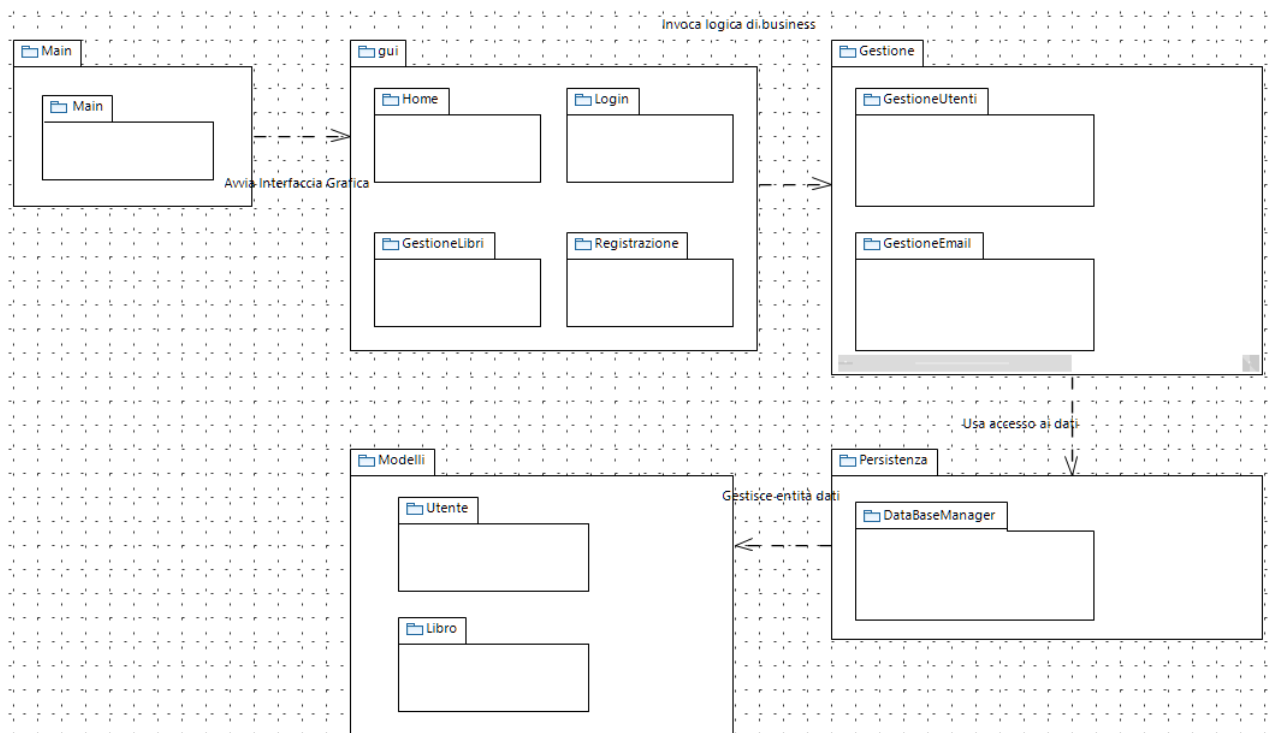 Invoca logica di business
Main
gui
Gestione
Main
Home
Login
GestioneUtenti
Avvia Interfaccia Grafica
GestioneLibri
Registrazione
GestioneEmail
Usa accesso ai dati
Modelli
Persistenza
Gestisce entità dati
Utente
DataBaseManager
Libro